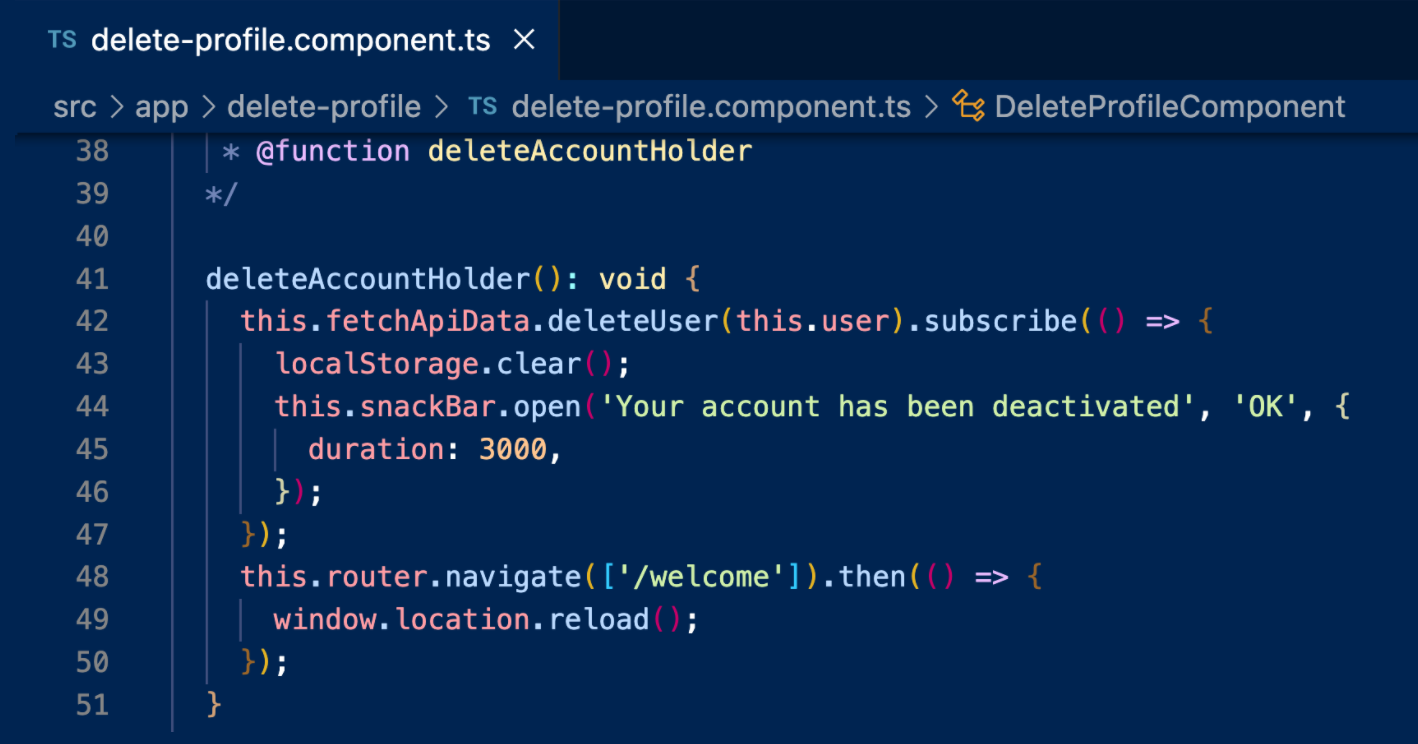 TS delete-profile.component.ts ×
src > app > delete-profile > TS delete-profile.component.ts > DeleteProfileComponent
38 * @function deleteAccountHolder
39 */
40
41 deleteAccountHolder(): void {
42 this.fetchApiData.deleteUser(this.user).subscribe(() => {
43 localStorage.clear();
44 this.snackBar.open('Your account has been deactivated', 'OK', {
45 duration: 3000,
46 });
47 });
48 this.router.navigate(['/welcome']).then(() => {
49 window.location.reload();
50 });
51 }